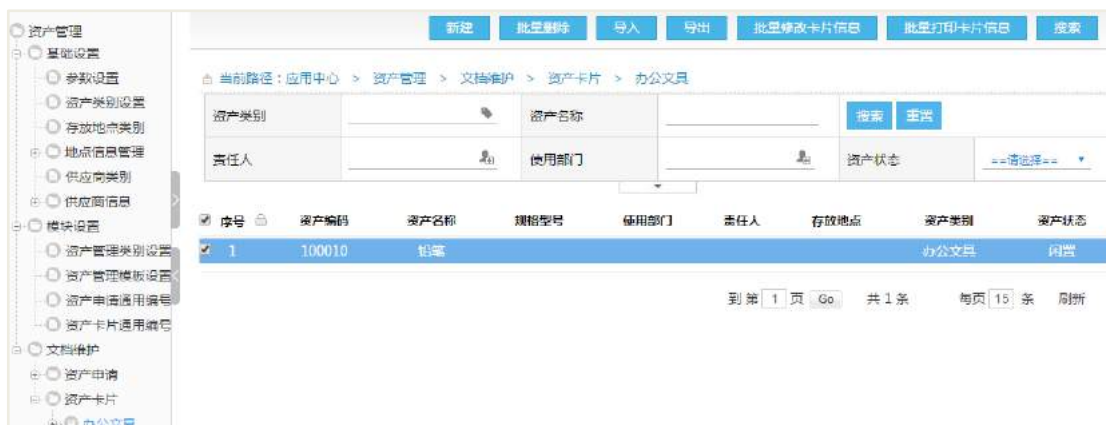 新建 批量删除 导入 导出 批量修改卡片信息 批量打印卡片信息 搜索
资产管理
基础设置
参数设置
资产类别设置
存放地点类别
地点信息管理
供应商类别
供应商信息
模块设置
资产管理类别设置
资产管理模板设置
资产申请通用编号
资产卡片通用编号
文档维护
资产申请
资产卡片
办公文具
当前路径：应用中心 > 资产管理 > 文档维护 > 资产卡片 > 办公文具
资产类别 资产名称 搜索 重置
责任人 使用部门 资产状态 ==请选择==
序号 资产编码 资产名称 规格型号 使用部门 责任人 存放地点 资产类别 资产状态
1 100010 铅笔 办公文具 闲置
到第 1 页 Go 共1条 每页 15 条 刷新